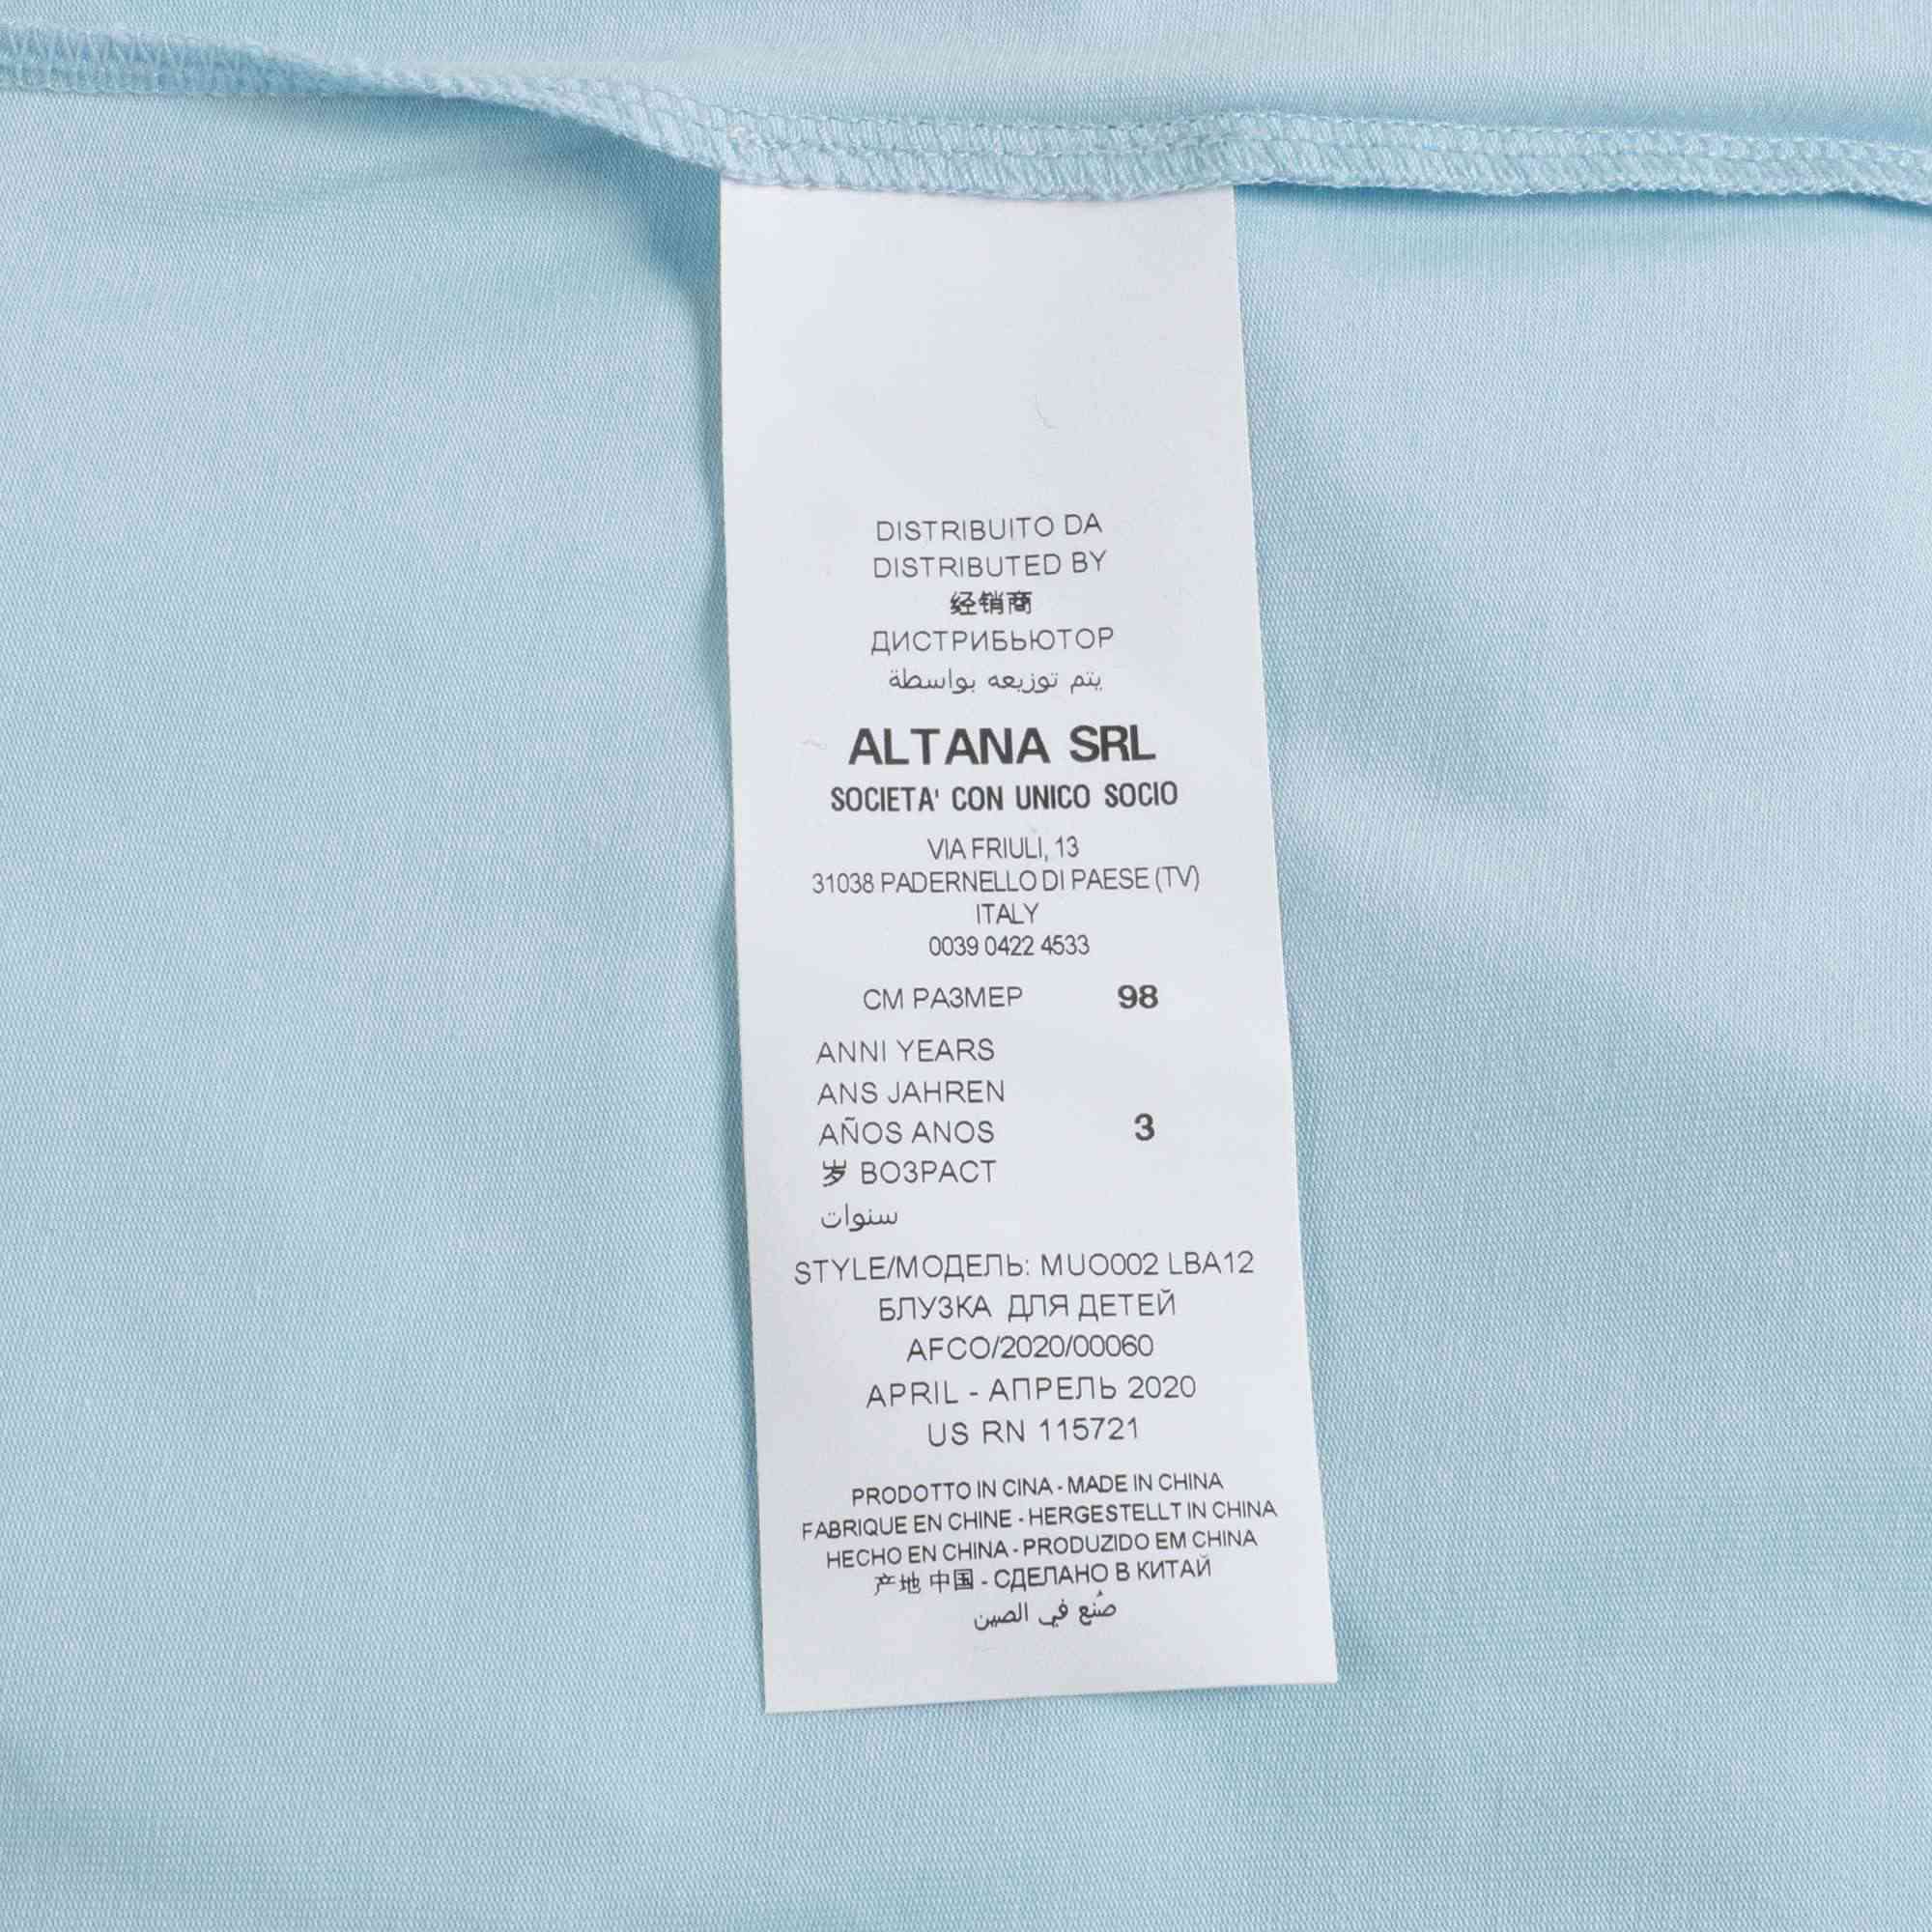 DISTRIBUITO DA
DISTRIBUTED BY
经销商
ДИСТРИБЬЮТОР
يتم توزيعه بواسطة
ALTANA SRL
SOCIETA' CON UNICO SOCIO
VIA FRIULI, 13
31038 PADERNELLO DI PAESE (TV)
ITALY
0039 0422 4533
CM РАЗМЕР 98
ANNI YEARS
ANS JAHREN
AÑOS ANOS 3
岁 ВОЗРАСТ
سنوات
STYLE/МОДЕЛЬ: MUO002 LBA12
БЛУЗКА ДЛЯ ДЕТЕЙ
AFCO/2020/00060
APRIL - АПРЕЛЬ 2020
US RN 115721
PRODOTTO IN CINA - MADE IN CHINA
FABRIQUE EN CHINE - HERGESTELLT IN CHINA
HECHO EN CHINA - PRODUZIDO EM CHINA
产地 中国 - СДЕЛАНО В КИТАЙ
صُنع في الصين